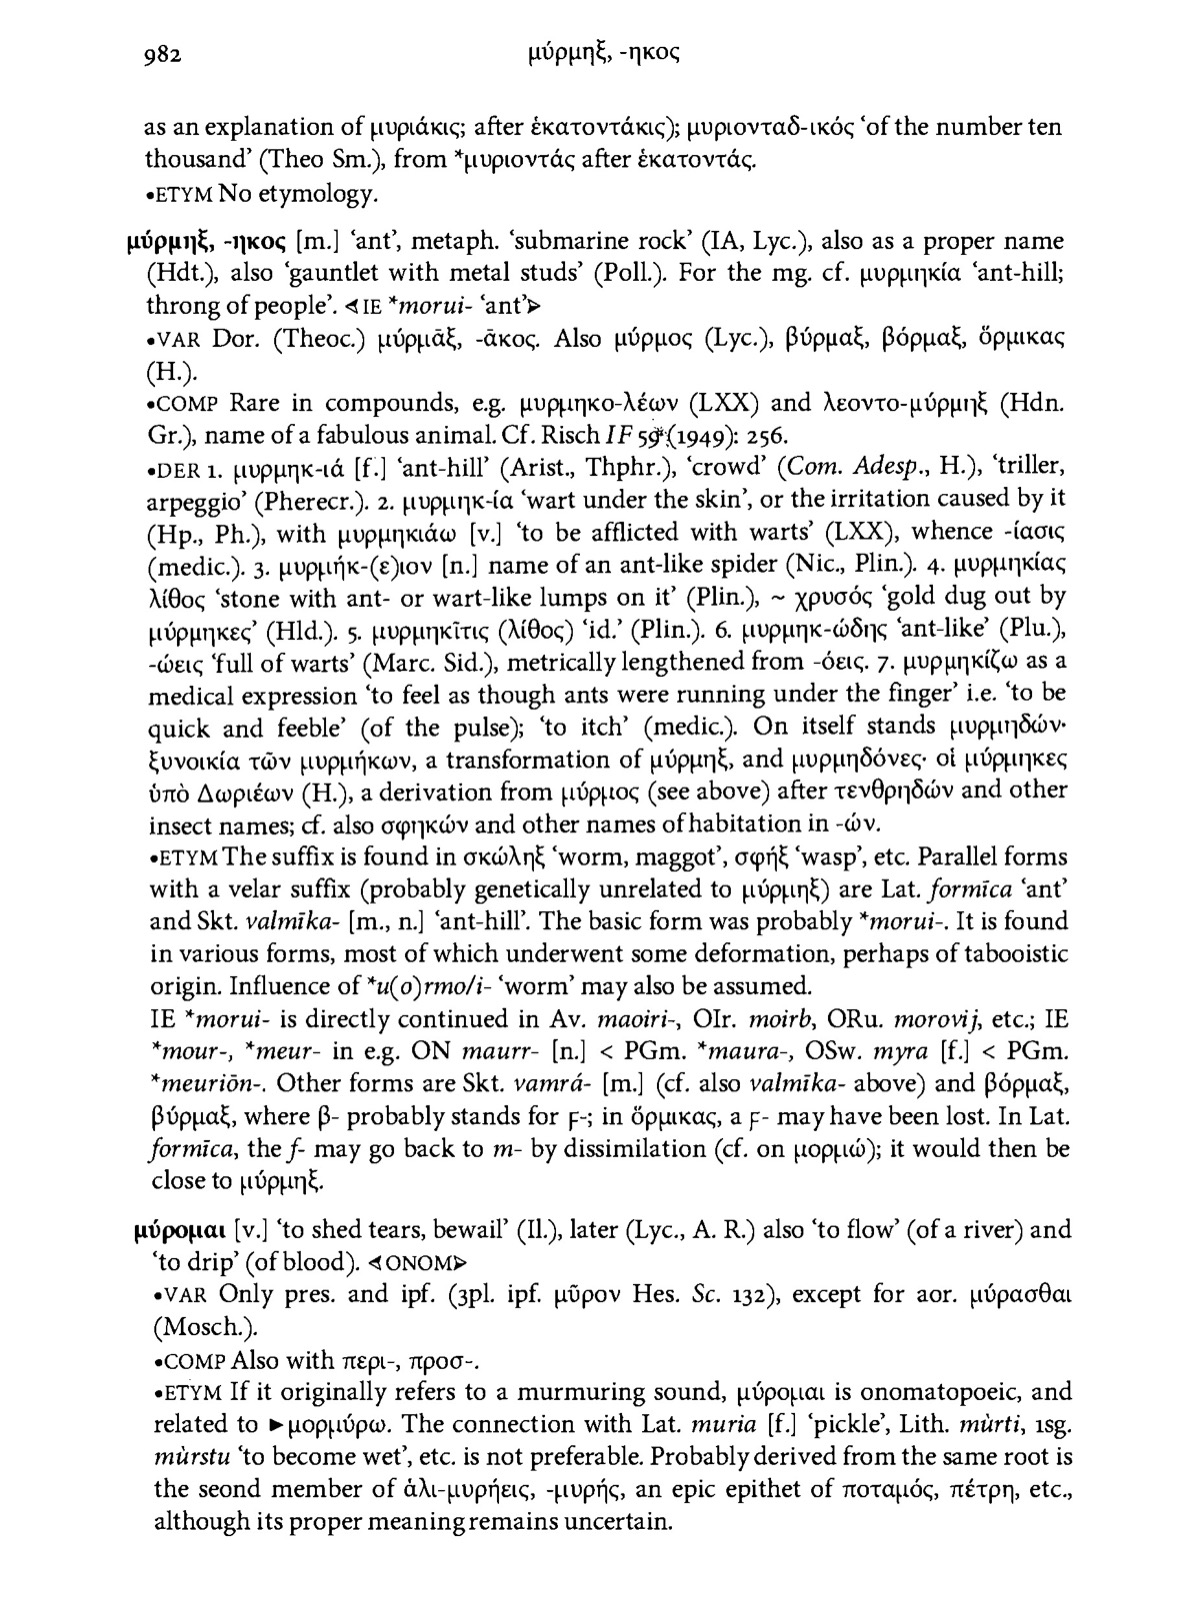 982 μύρμηξ, -ηκος
as an explanation of μυριάκις; after ἑκατοντάκις); μυριονταδ-ικός ‘of the number ten
thousand’ (Theo Sm.), from *μυριοντάς after ἑκατοντάς.
•ETYM No etymology.
μύρμηξ, -ηκος [m.] ‘ant’, metaph. ‘submarine rock’ (IA, Lyc.), also as a proper name
(Hdt.), also ‘gauntlet with metal studs’ (Poll.). For the mg. cf. μυρμηκία ‘ant-hill;
throng of people’. ⋖IE *morui- ‘ant’⋗
•VAR Dor. (Theoc.) μύρμᾱξ, -ᾱκος. Also μύρμος (Lyc.), βύρμαξ, βόρμαξ, ὅρμικας
(H.).
•COMP Rare in compounds, e.g. μυρμηκο-λέων (LXX) and λεοντο-μύρμηξ (Hdn.
Gr.), name of a fabulous animal. Cf. Risch IF 59 (1949): 256.
•DER 1. μυρμηκ-ιά [f.] ‘ant-hill’ (Arist., Thphr.), ‘crowd’ (Com. Adesp., H.), ‘triller,
arpeggio’ (Pherecr.). 2. μυρμηκ-ία ‘wart under the skin’, or the irritation caused by it
(Hp., Ph.), with μυρμηκιάω [v.] ‘to be afflicted with warts’ (LXX), whence -ίασις
(medic.). 3. μυρμήκ-(ε)ιον [n.] name of an ant-like spider (Nic., Plin.). 4. μυρμηκίας
λίθος ‘stone with ant- or wart-like lumps on it’ (Plin.), ~ χρυσός ‘gold dug out by
μύρμηκες’ (Hld.). 5. μυρμηκῖτις (λίθος) ‘id.’ (Plin.). 6. μυρμηκ-ώδης ‘ant-like’ (Plu.),
-ώεις ‘full of warts’ (Marc. Sid.), metrically lengthened from -όεις. 7. μυρμηκίζω as a
medical expression ‘to feel as though ants were running under the finger’ i.e. ‘to be
quick and feeble’ (of the pulse); ‘to itch’ (medic.). On itself stands μυρμηδών·
ξυνοικία τῶν μυρμήκων, a transformation of μύρμηξ, and μυρμηδόνες· οἱ μύρμηκες
ὑπὸ Δωριέων (H.), a derivation from μύρμος (see above) after τενθρηδών and other
insect names; cf. also σφηκών and other names of habitation in -ών.
•ETYM The suffix is found in σκώληξ ‘worm, maggot’, σφήξ ‘wasp’, etc. Parallel forms
with a velar suffix (probably genetically unrelated to μύρμηξ) are Lat. formīca ‘ant’
and Skt. valmīka- [m., n.] ‘ant-hill’. The basic form was probably *morui-. It is found
in various forms, most of which underwent some deformation, perhaps of tabooistic
origin. Influence of *u(o)rmo/i- ‘worm’ may also be assumed.
IE *morui- is directly continued in Av. maoiri-, OIr. moirb, ORu. morovij, etc.; IE
*mour-, *meur- in e.g. ON maurr- [n.] < PGm. *maura-, OSw. myra [f.] < PGm.
*meuriōn-. Other forms are Skt. vamrá- [m.] (cf. also valmīka- above) and βόρμαξ,
βύρμαξ, where β- probably stands for ϝ-; in ὅρμικας, a ϝ- may have been lost. In Lat.
formīca, the f- may go back to m- by dissimilation (cf. on μορμώ); it would then be
close to μύρμηξ.
μύρομαι [v.] ‘to shed tears, bewail’ (Il.), later (Lyc., A. R.) also ‘to flow’ (of a river) and
‘to drip’ (of blood). ⋖ONOM⋗
•VAR Only pres. and ipf. (3pl. ipf. μῦρον Hes. Sc. 132), except for aor. μύρασθαι
(Mosch.).
•COMP Also with περι-, προσ-.
•ETYM If it originally refers to a murmuring sound, μύρομαι is onomatopoeic, and
related to ►μορμύρω. The connection with Lat. muria [f.] ‘pickle’, Lith. mùrti, 1sg.
mùrstu ‘to become wet’, etc. is not preferable. Probably derived from the same root is
the seond member of ἁλι-μυρήεις, -μυρής, an epic epithet of ποταμός, πέτρη, etc.,
although its proper meaning remains uncertain.